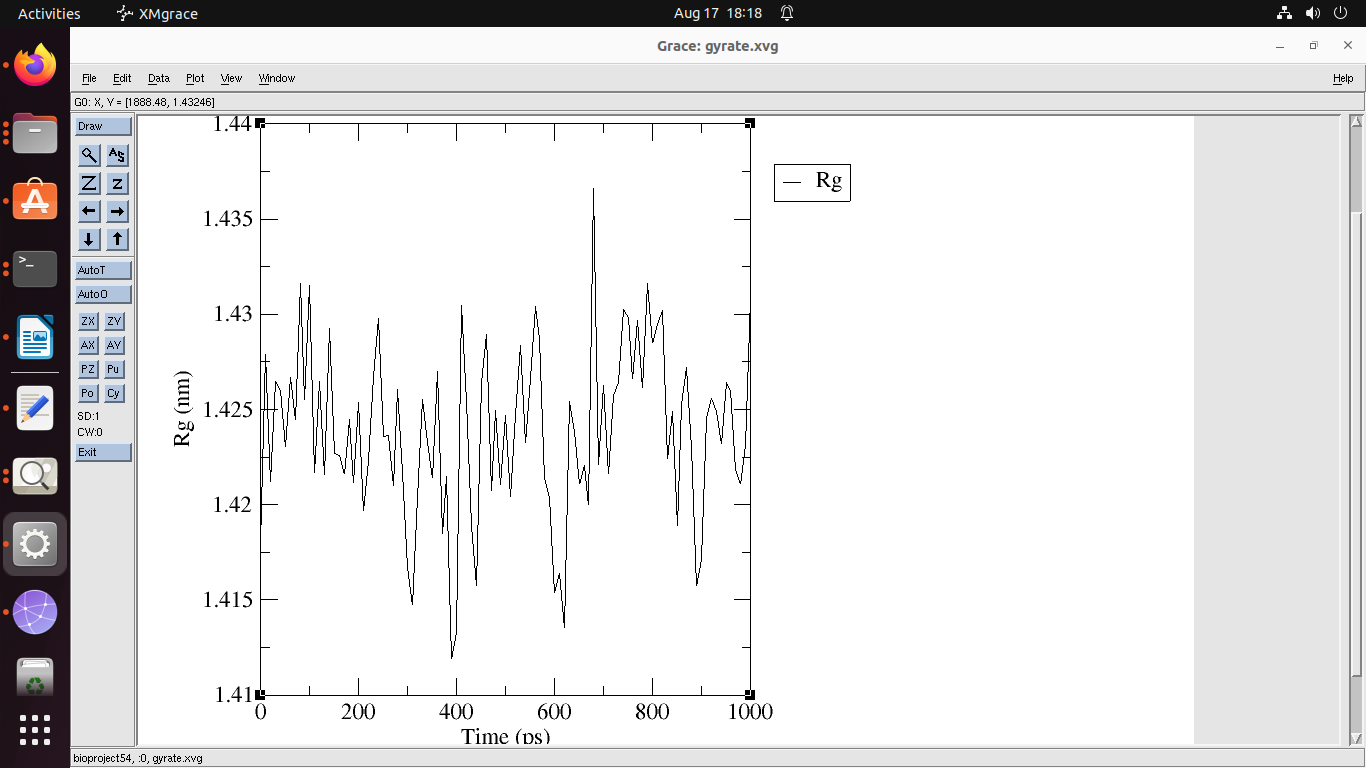 Activities XMgrace Aug 17 18:18
Grace: gyrate.xvg
File Edit Data Plot View Window Help
G0: X, Y = [1888.48, 1.43246]
Draw
AS
Z z
AutoT
AutoO
ZX ZY
AX AY
PZ Pu
Po Cy
SD:1
CW:0
Exit
1.44
1.435
1.43
1.425
1.42
1.415
1.41
Rg (nm)
0 200 400 600 800 1000
Time (ps)
Rg
>_
bioproject54, :0, gyrate.xvg